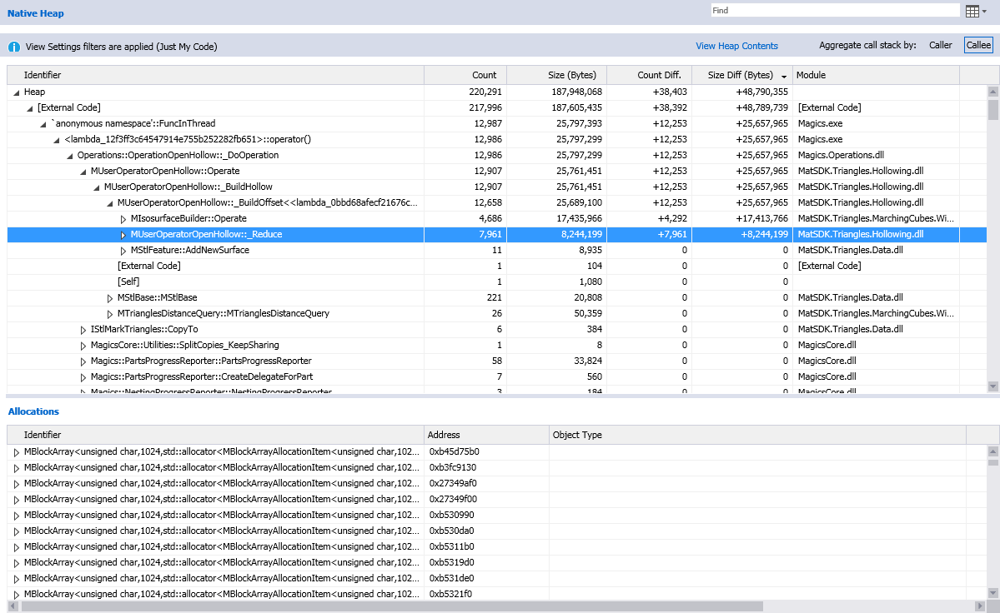 Native Heap
Find
View Settings filters are applied (Just My Code)
View Heap Contents
Aggregate call stack by: Caller Callee
Identifier Count Size (Bytes) Count Diff. Size Diff (Bytes) Module
Heap 220,291 187,948,068 +38,403 +48,790,355
[External Code] 217,996 187,605,435 +38,392 +48,789,739 [External Code]
`anonymous namespace'::FuncInThread 12,987 25,797,393 +12,253 +25,657,965 Magics.exe
<lambda_12f3ff3c64547914e755b252282fb651>::operator() 12,986 25,797,299 +12,253 +25,657,965 Magics.exe
Operations::OperationOpenHollow::_DoOperation 12,986 25,797,299 +12,253 +25,657,965 Magics.Operations.dll
MUserOperatorOpenHollow::Operate 12,907 25,761,451 +12,253 +25,657,965 MatSDK.Triangles.Hollowing.dll
MUserOperatorOpenHollow::_BuildHollow 12,907 25,761,451 +12,253 +25,657,965 MatSDK.Triangles.Hollowing.dll
MUserOperatorOpenHollow::_BuildOffset<<lambda_0bbd68afecf21676c... 12,658 25,689,100 +12,253 +25,657,965 MatSDK.Triangles.Hollowing.dll
MIsosurfaceBuilder::Operate 4,686 17,435,966 +4,292 +17,413,766 MatSDK.Triangles.MarchingCubes.Wi...
MUserOperatorOpenHollow::_Reduce 7,961 8,244,199 +7,961 +8,244,199 MatSDK.Triangles.Hollowing.dll
MStlFeature::AddNewSurface 11 8,935 0 0 MatSDK.Triangles.Data.dll
[External Code] 1 104 0 0 [External Code]
[Self] 1 1,080 0 0
MStlBase::MStlBase 221 20,808 0 0 MatSDK.Triangles.Data.dll
MTrianglesDistanceQuery::MTrianglesDistanceQuery 26 50,359 0 0 MatSDK.Triangles.MarchingCubes.Wi...
IStlMarkTriangles::CopyTo 6 384 0 0 MatSDK.Triangles.Data.dll
MagicsCore::Utilities::SplitCopies_KeepSharing 1 8 0 0 MagicsCore.dll
Magics::PartsProgressReporter::PartsProgressReporter 58 33,824 0 0 MagicsCore.dll
Magics::PartsProgressReporter::CreateDelegateForPart 7 560 0 0 MagicsCore.dll
Magics::NestingProgressReporter::NestingProgressReporter 3 184 0 0 MagicsCore.dll
Allocations
Identifier Address Object Type
MBlockArray<unsigned char,1024,std::allocator<MBlockArrayAllocationItem<unsigned char,102... 0xb45d75b0
MBlockArray<unsigned char,1024,std::allocator<MBlockArrayAllocationItem<unsigned char,102... 0xb3fc9130
MBlockArray<unsigned char,1024,std::allocator<MBlockArrayAllocationItem<unsigned char,102... 0x27349af0
MBlockArray<unsigned char,1024,std::allocator<MBlockArrayAllocationItem<unsigned char,102... 0x27349f00
MBlockArray<unsigned char,1024,std::allocator<MBlockArrayAllocationItem<unsigned char,102... 0xb530990
MBlockArray<unsigned char,1024,std::allocator<MBlockArrayAllocationItem<unsigned char,102... 0xb530da0
MBlockArray<unsigned char,1024,std::allocator<MBlockArrayAllocationItem<unsigned char,102... 0xb5311b0
MBlockArray<unsigned char,1024,std::allocator<MBlockArrayAllocationItem<unsigned char,102... 0xb5319d0
MBlockArray<unsigned char,1024,std::allocator<MBlockArrayAllocationItem<unsigned char,102... 0xb531de0
MBlockArray<unsigned char,1024,std::allocator<MBlockArrayAllocationItem<unsigned char,102... 0xb5321f0